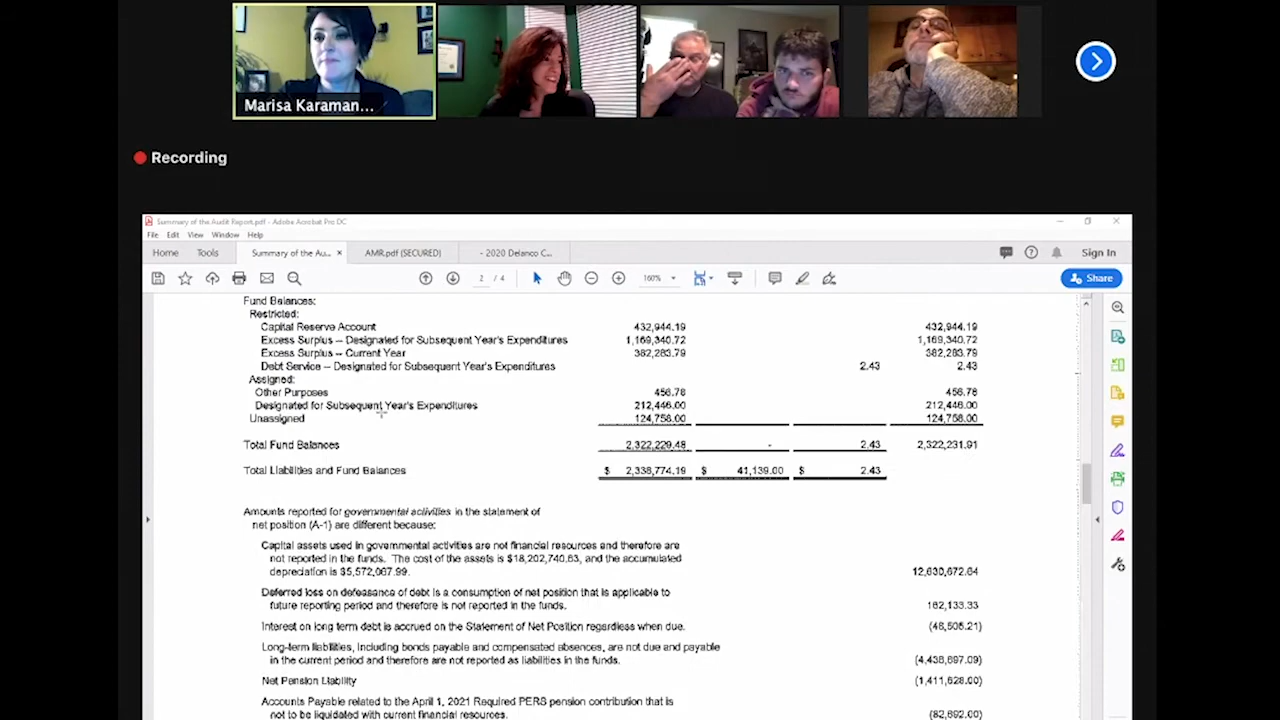 Marisa Karaman...
Recording
Summary of the Audit Report.pdf - Adobe Acrobat Pro DC
File Edit View Window Help
Home Tools Summary of the Au... × AMR.pdf (SECURED) - 2020 Delanco C... Sign In
2 / 4 160% Share
Fund Balances:
Restricted:
Capital Reserve Account 432,944.19 432,944.19
Excess Surplus -- Designated for Subsequent Year's Expenditures 1,169,340.72 1,169,340.72
Excess Surplus -- Current Year 382,283.79 382,283.79
Debt Service -- Designated for Subsequent Year's Expenditures 2.43 2.43
Assigned:
Other Purposes 456.78 456.78
Designated for Subsequent Year's Expenditures 212,446.00 212,446.00
Unassigned 124,758.00 124,758.00
Total Fund Balances 2,322,229.48 - 2.43 2,322,231.91
Total Liabilities and Fund Balances $ 2,338,774.19 $ 41,139.00 $ 2.43
Amounts reported for governmental activities in the statement of
net position (A-1) are different because:
Capital assets used in governmental activities are not financial resources and therefore are
not reported in the funds. The cost of the assets is $18,202,740.63, and the accumulated
depreciation is $5,572,067.99. 12,630,672.64
Deferred loss on defeasance of debt is a consumption of net position that is applicable to
future reporting period and therefore is not reported in the funds. 162,133.33
Interest on long term debt is accrued on the Statement of Net Position regardless when due. (46,505.21)
Long-term liabilities, including bonds payable and compensated absences, are not due and payable
in the current period and therefore are not reported as liabilities in the funds. (4,438,697.09)
Net Pension Liability (1,411,628.00)
Accounts Payable related to the April 1, 2021 Required PERS pension contribution that is
not to be liquidated with current financial resources. (82,692.00)